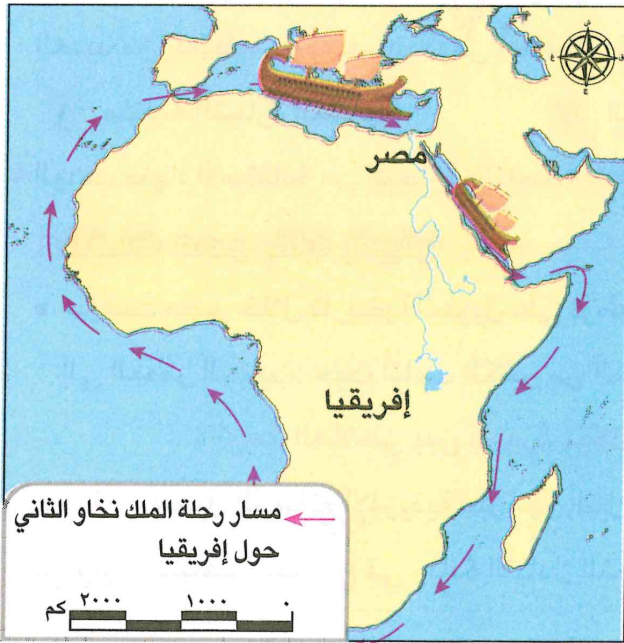 مصر
إفريقيا
مسار رحلة الملك نخاو الثاني
حول إفريقيا
٢٠٠٠ ١٠٠٠ ٠ كم